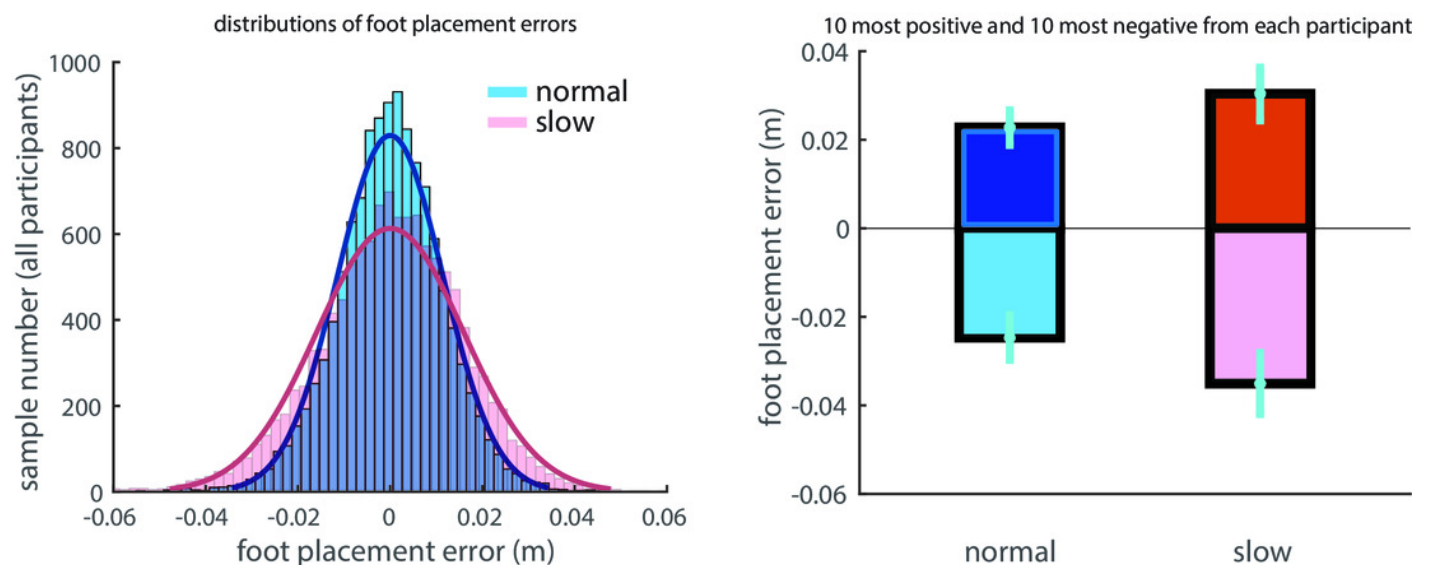 distributions of foot placement errors
1000
800
600
400
200
0
sample number (all participants)
normal
slow
-0.06 -0.04 -0.02 0 0.02 0.04 0.06
foot placement error (m)
10 most positive and 10 most negative from each participant
0.04
0.02
0
-0.02
-0.04
-0.06
foot placement error (m)
normal slow